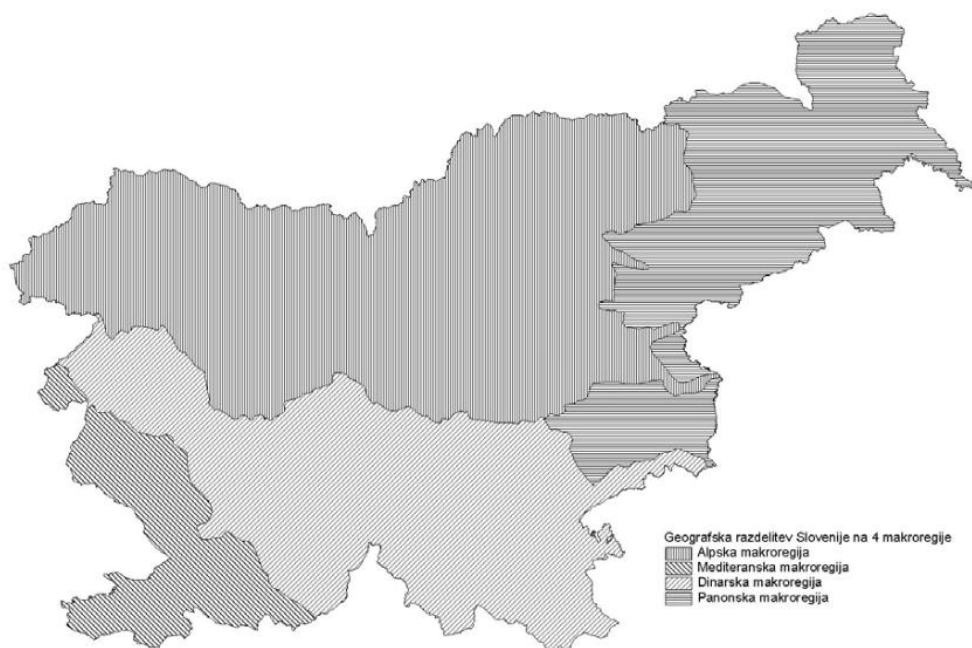 Geografska razdelitev Slovenije na 4 makroregije
Alpska makroregija
Mediteranska makroregija
Dinarska makroregija
Panonska makroregija